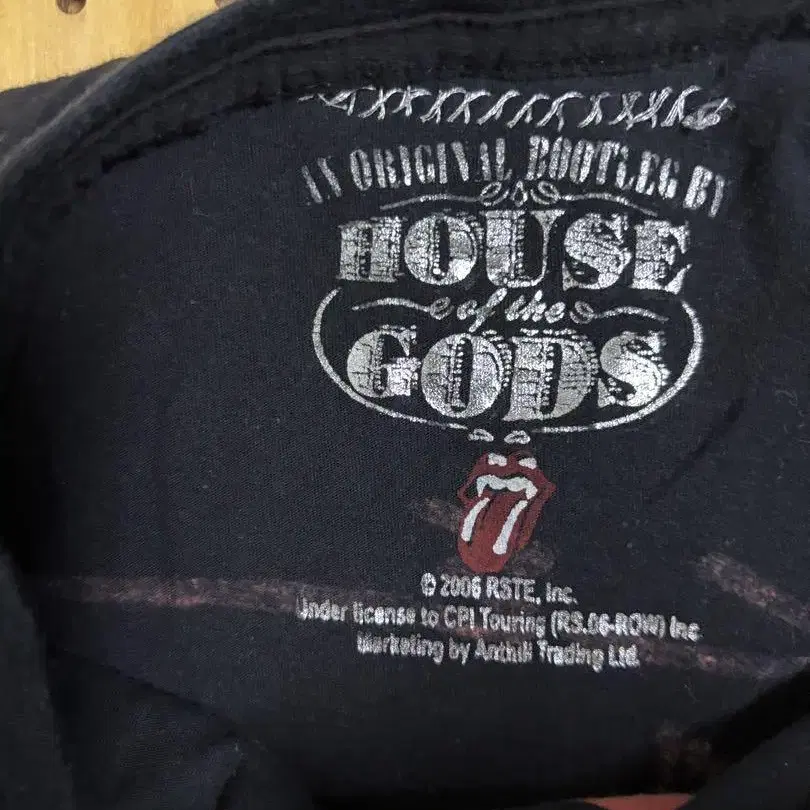 AN ORIGINAL BOOTLEG BY
HOUSE
of the
GODS
© 2006 RSTE, Inc.
Under license to CPI Touring (RS.06-ROW) Inc
Marketing by Anthill Trading Ltd.